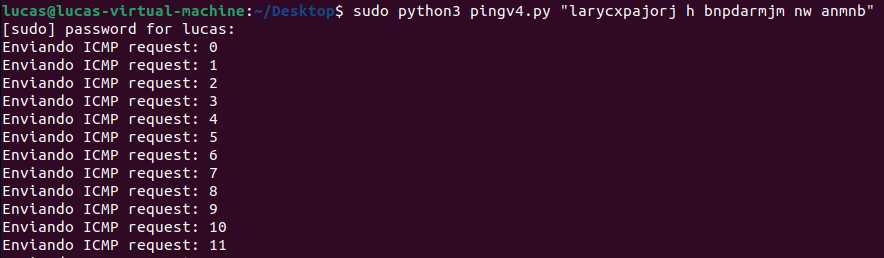 lucas@lucas-virtual-machine:~/Desktop$ sudo python3 pingv4.py "larycxpajorj h bnpdarmjm nw anmnb"
[sudo] password for lucas:
Enviando ICMP request: 0
Enviando ICMP request: 1
Enviando ICMP request: 2
Enviando ICMP request: 3
Enviando ICMP request: 4
Enviando ICMP request: 5
Enviando ICMP request: 6
Enviando ICMP request: 7
Enviando ICMP request: 8
Enviando ICMP request: 9
Enviando ICMP request: 10
Enviando ICMP request: 11